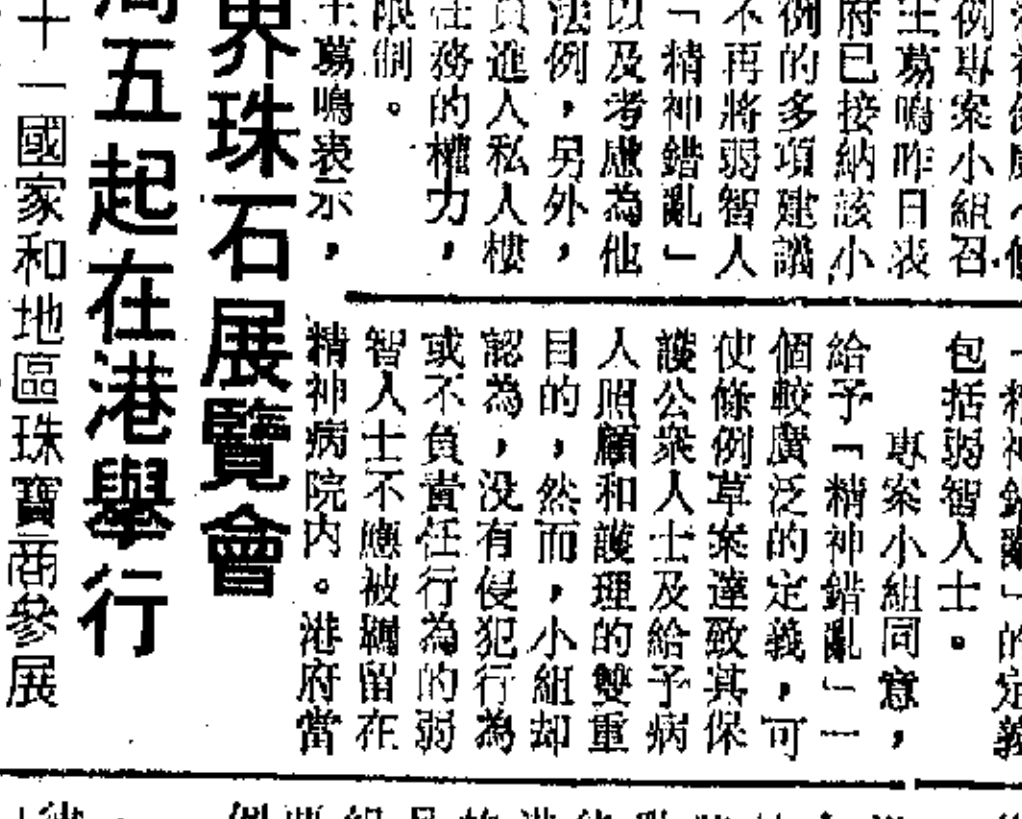 例專案小組召
主葛鳴昨日表
府已接納該小
例的多項建議
不再將弱智人
「精神錯亂」
以及考慮為他
法例，另外，
員進入私人樓
任務的權力，
限制。
主葛鳴表示，
「精神錯亂」的定義
包括弱智人士。
專案小組同意，
給予「精神錯亂」一
個較廣泛的定義，可
使條例草案達致其保
護公衆人士及給予病
人照顧和護理的雙重
目的，然而，小組却
認為，没有侵犯行為
或不負責任行為的弱
智人士不應被羈留在
精神病院内。港府當
界珠石展覽會
周五起在港舉行
十一國家和地區珠寶商參展